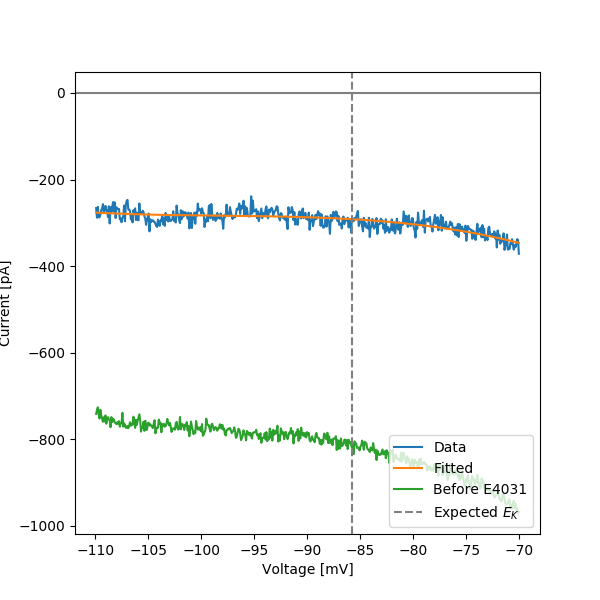 0
−200
−400
−600
−800
−1000
Current [pA]
−110
−105
−100
−95
−90
−85
−80
−75
−70
Voltage [mV]
Data
Fitted
Before E4031
Expected E_K